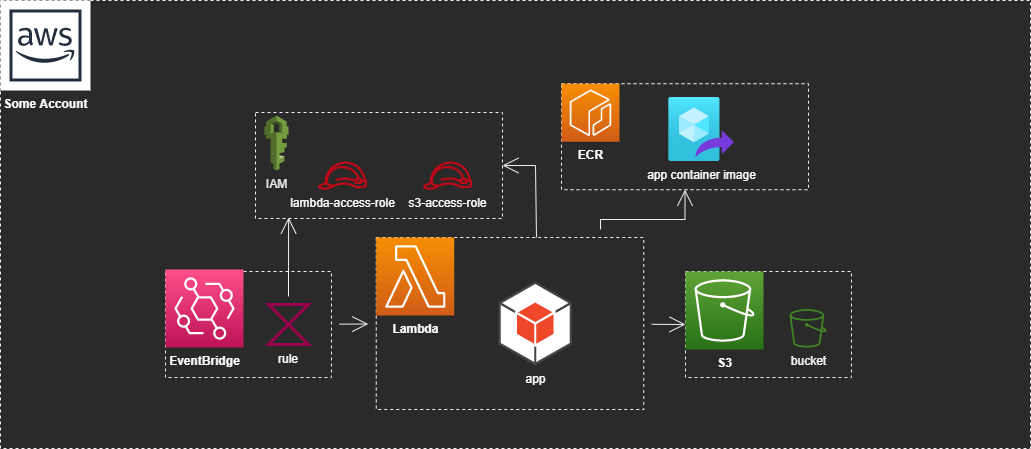 aws
Some Account
IAM
lambda-access-role
s3-access-role
ECR
app container image
EventBridge
rule
Lambda
app
S3
bucket